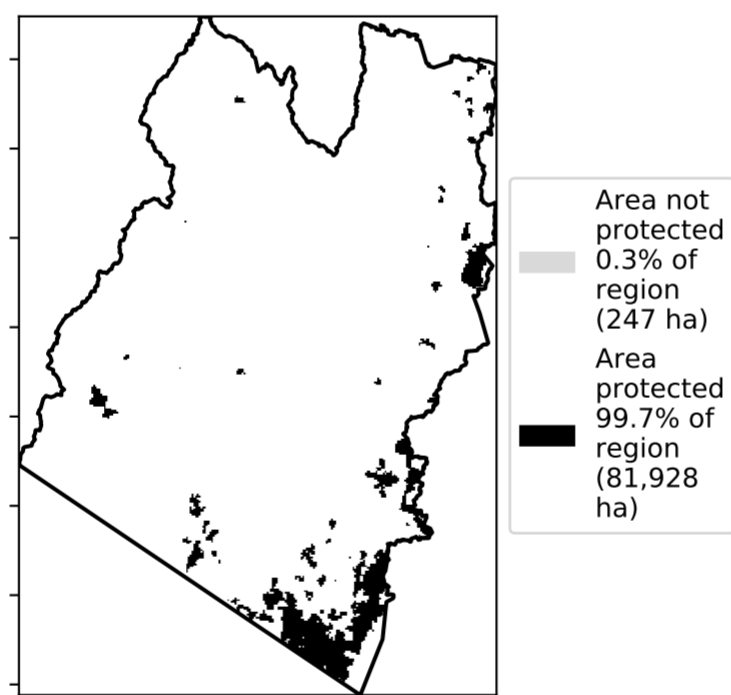 Area not
protected
0.3% of
region
(247 ha)
Area
protected
99.7% of
region
(81,928
ha)